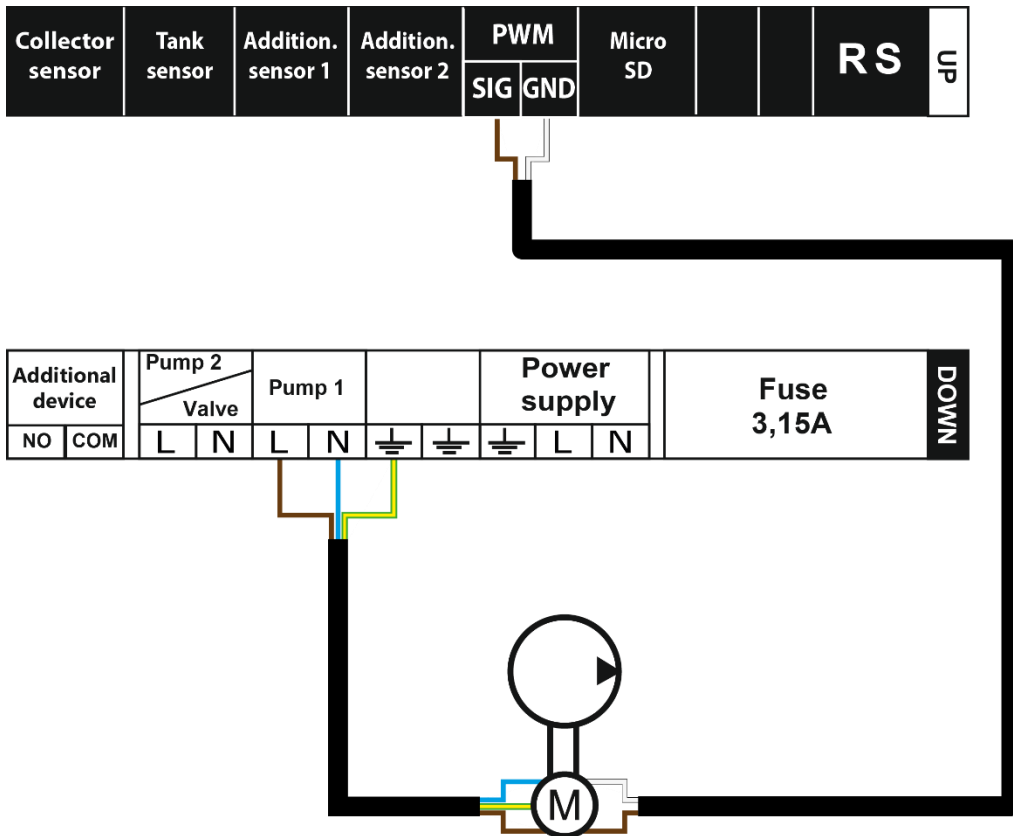 Collector sensor
Tank sensor
Addition. sensor 1
Addition. sensor 2
PWM
SIG GND
Micro SD
RS
UP
Additional device
NO COM
Pump 2
Valve
L N
Pump 1
L N
Power supply
L N
Fuse
3,15A
DOWN
M